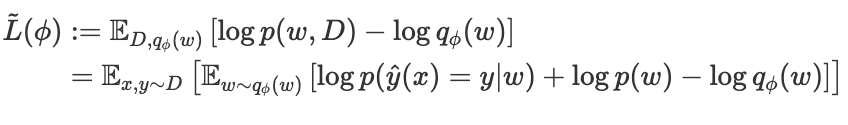 L̃(ϕ) := 𝔼_{D,q_ϕ(w)} [log p(w, D) − log q_ϕ(w)]
= 𝔼_{x,y∼D} [𝔼_{w∼q_ϕ(w)} [log p(ŷ(x) = y|w) + log p(w) − log q_ϕ(w)]]